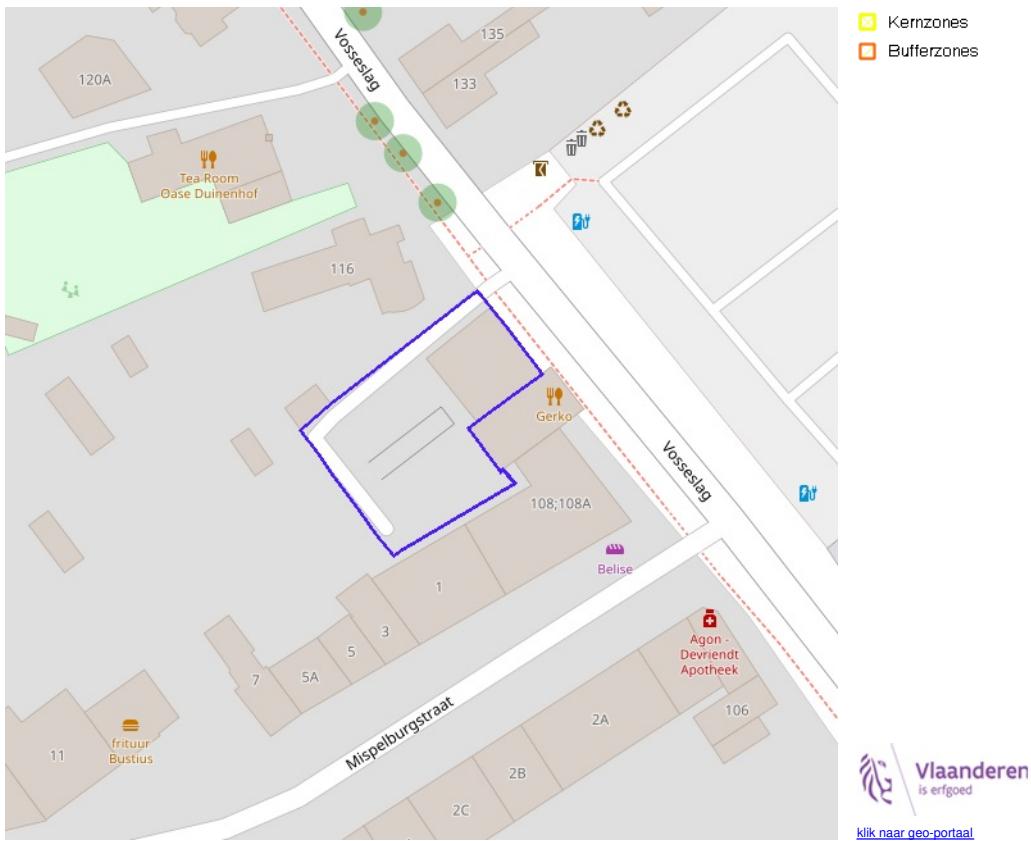 Kernzones
Bufferzones
135
Vosseslag
133
120A
Tea Room
Oase Duinenhof
116
Gerko
Vosseslag
108;108A
Belise
1
3
5
5A
7
Agon -
Devriendt
Apotheek
106
2A
Mispelburgstraat
11
frituur
Bustius
2B
2C
Vlaanderen
is erfgoed
klik naar geo-portaal